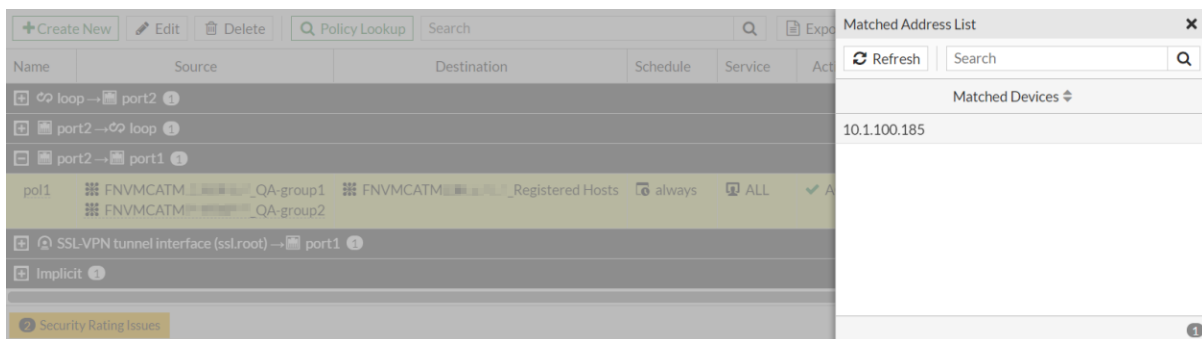 Create New Edit Delete Policy Lookup Search Expo
Name Source Destination Schedule Service Act
loop → port2 1
port2 → loop 1
port2 → port1 1
pol1 FNVMCATM _QA-group1 FNVMCATM _Registered Hosts always ALL A
FNVMCATM _QA-group2
SSL-VPN tunnel interface (ssl.root) → port1 1
Implicit 1
2 Security Rating Issues
Matched Address List
Refresh Search
Matched Devices
10.1.100.185
1